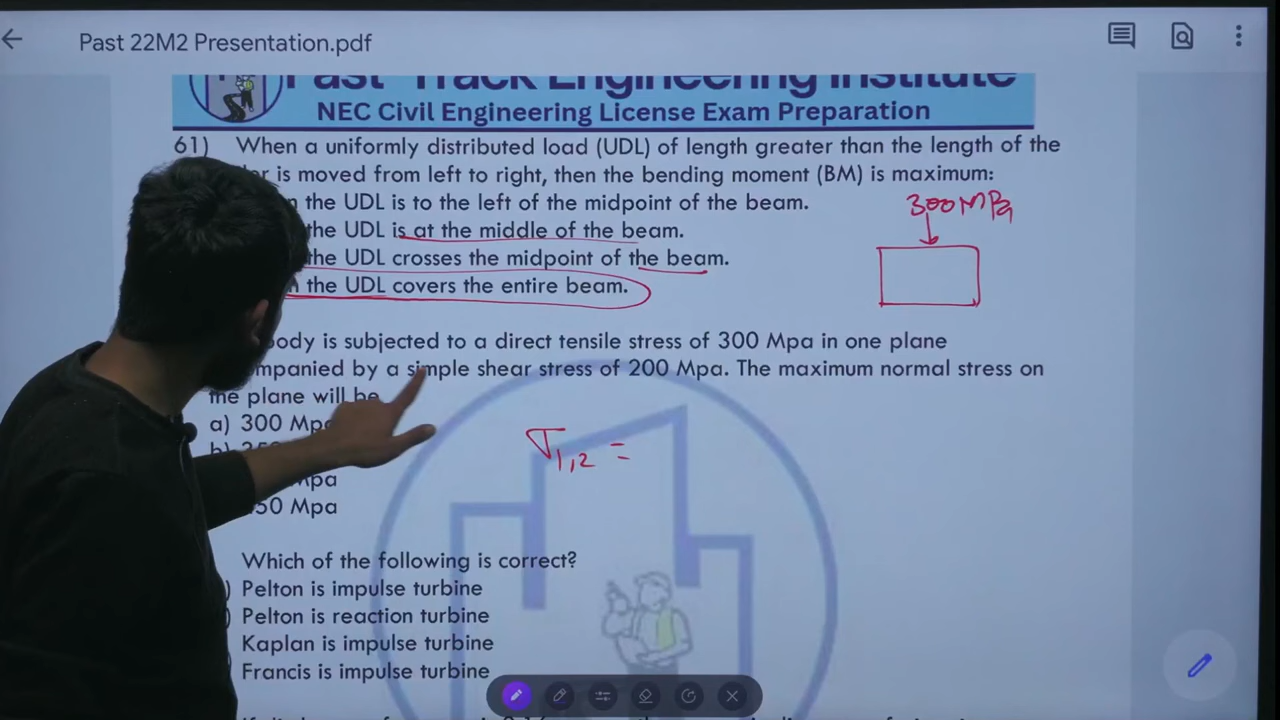 Past 22M2 Presentation.pdf
Fast Track Engineering Institute
NEC Civil Engineering License Exam Preparation
61) When a uniformly distributed load (UDL) of length greater than the length of the
is moved from left to right, then the bending moment (BM) is maximum:
the UDL is to the left of the midpoint of the beam.
the UDL is at the middle of the beam.
the UDL crosses the midpoint of the beam.
the UDL covers the entire beam.
300MPa
body is subjected to a direct tensile stress of 300 Mpa in one plane
mpanied by a simple shear stress of 200 Mpa. The maximum normal stress on
the plane will be
a) 300 Mpa
b)
Mpa
50 Mpa
σ1,2 =
Which of the following is correct?
Pelton is impulse turbine
Pelton is reaction turbine
Kaplan is impulse turbine
Francis is impulse turbine